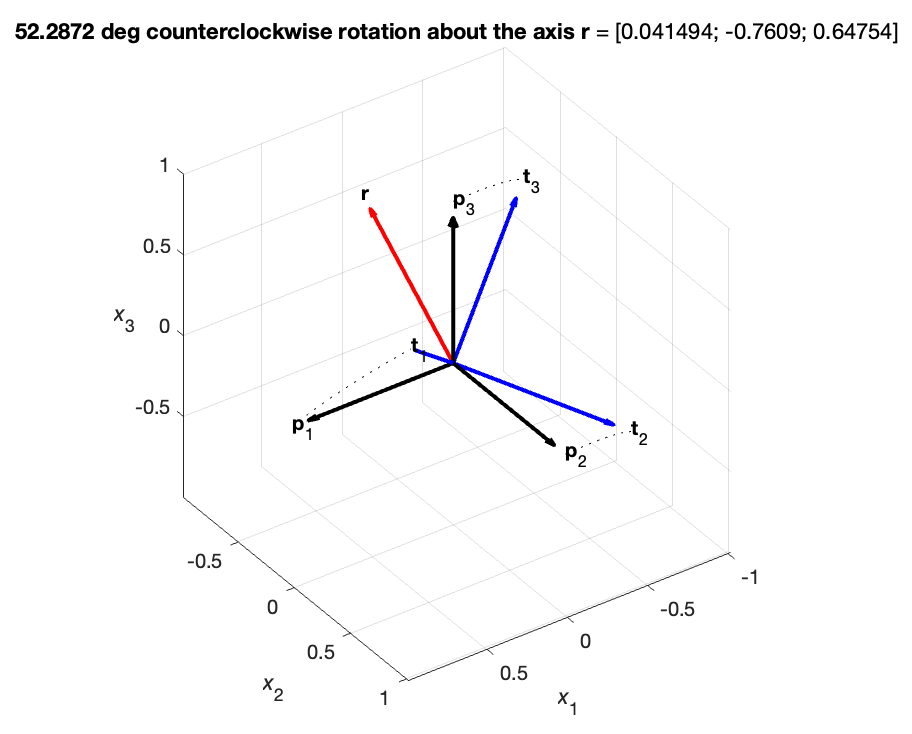 52.2872 deg counterclockwise rotation about the axis r = [0.041494; -0.7609; 0.64754]
1
0.5
0
-0.5
x3
r
p3
t3
t1
p1
t2
p2
-0.5
0
0.5
1
x2
-1
-0.5
0
0.5
x1